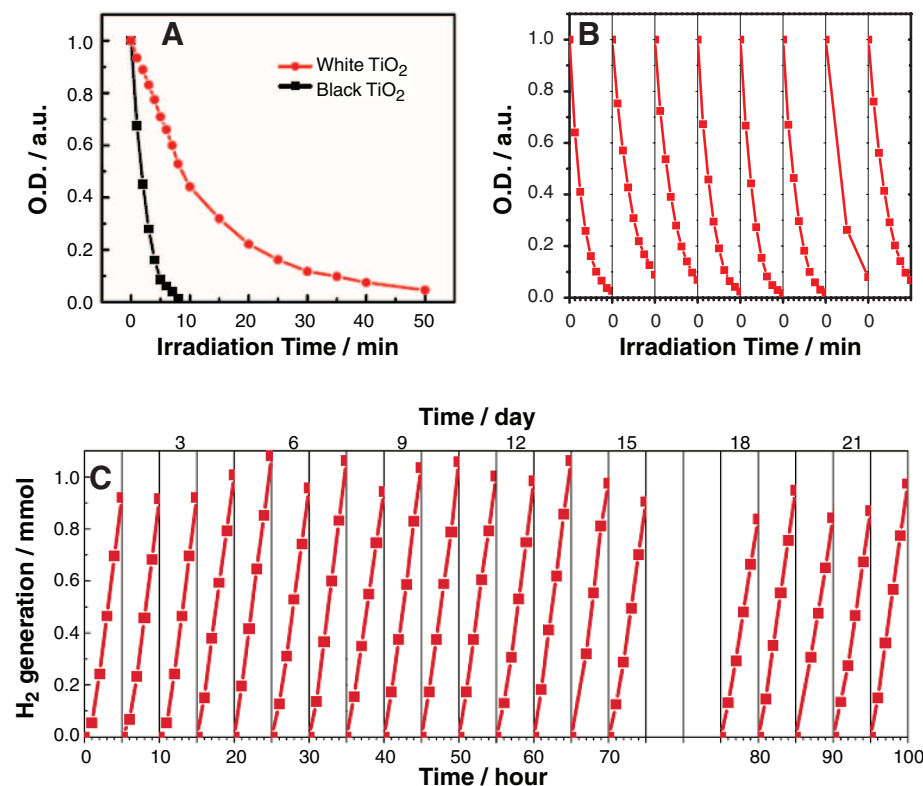 A
White TiO2
Black TiO2
O.D. / a.u.
1.0
0.8
0.6
0.4
0.2
0.0
0 10 20 30 40 50
Irradiation Time / min
B
O.D. / a.u.
1.0
0.8
0.6
0.4
0.2
0.0
0 0 0 0 0 0 0 0
Irradiation Time / min
Time / day
3 6 9 12 15 18 21
C
H2 generation / mmol
1.0
0.8
0.6
0.4
0.2
0.0
0 10 20 30 40 50 60 70 80 90 100
Time / hour